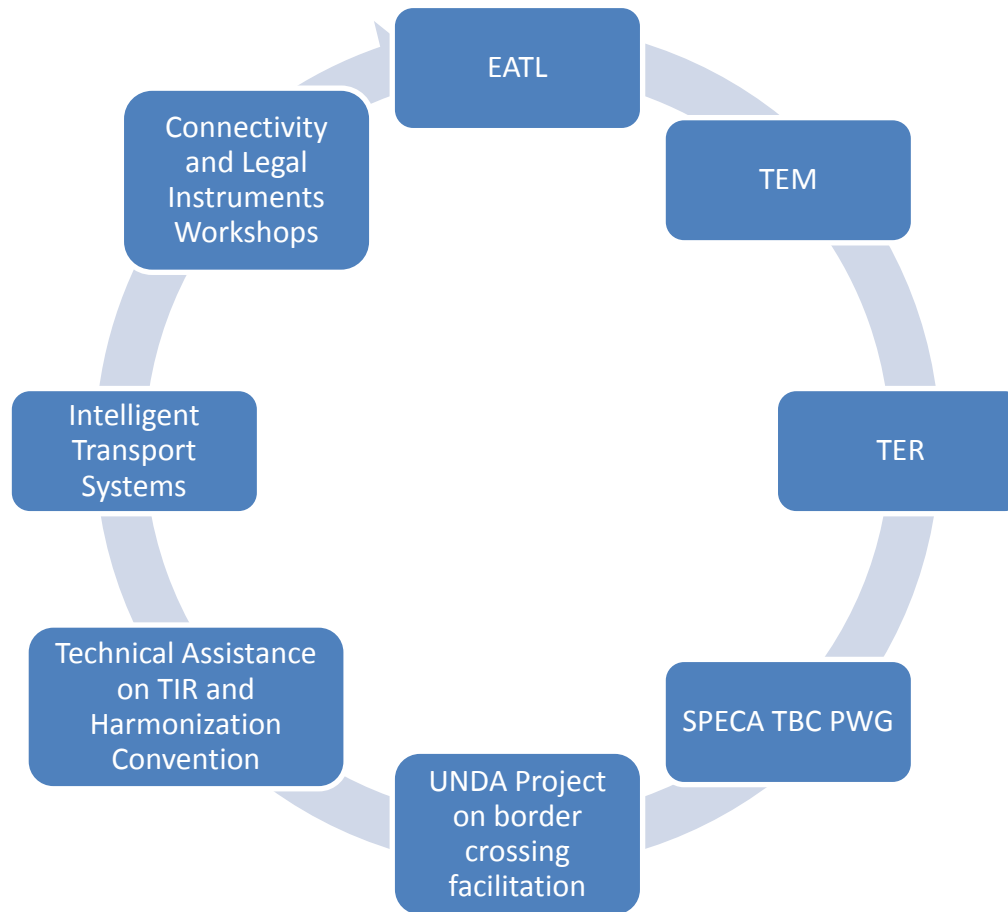 EATL
TEM
TER
SPECA TBC PWG
UNDA Project
on border
crossing
facilitation
Technical Assistance
on TIR and
Harmonization
Convention
Intelligent
Transport
Systems
Connectivity
and Legal
Instruments
Workshops